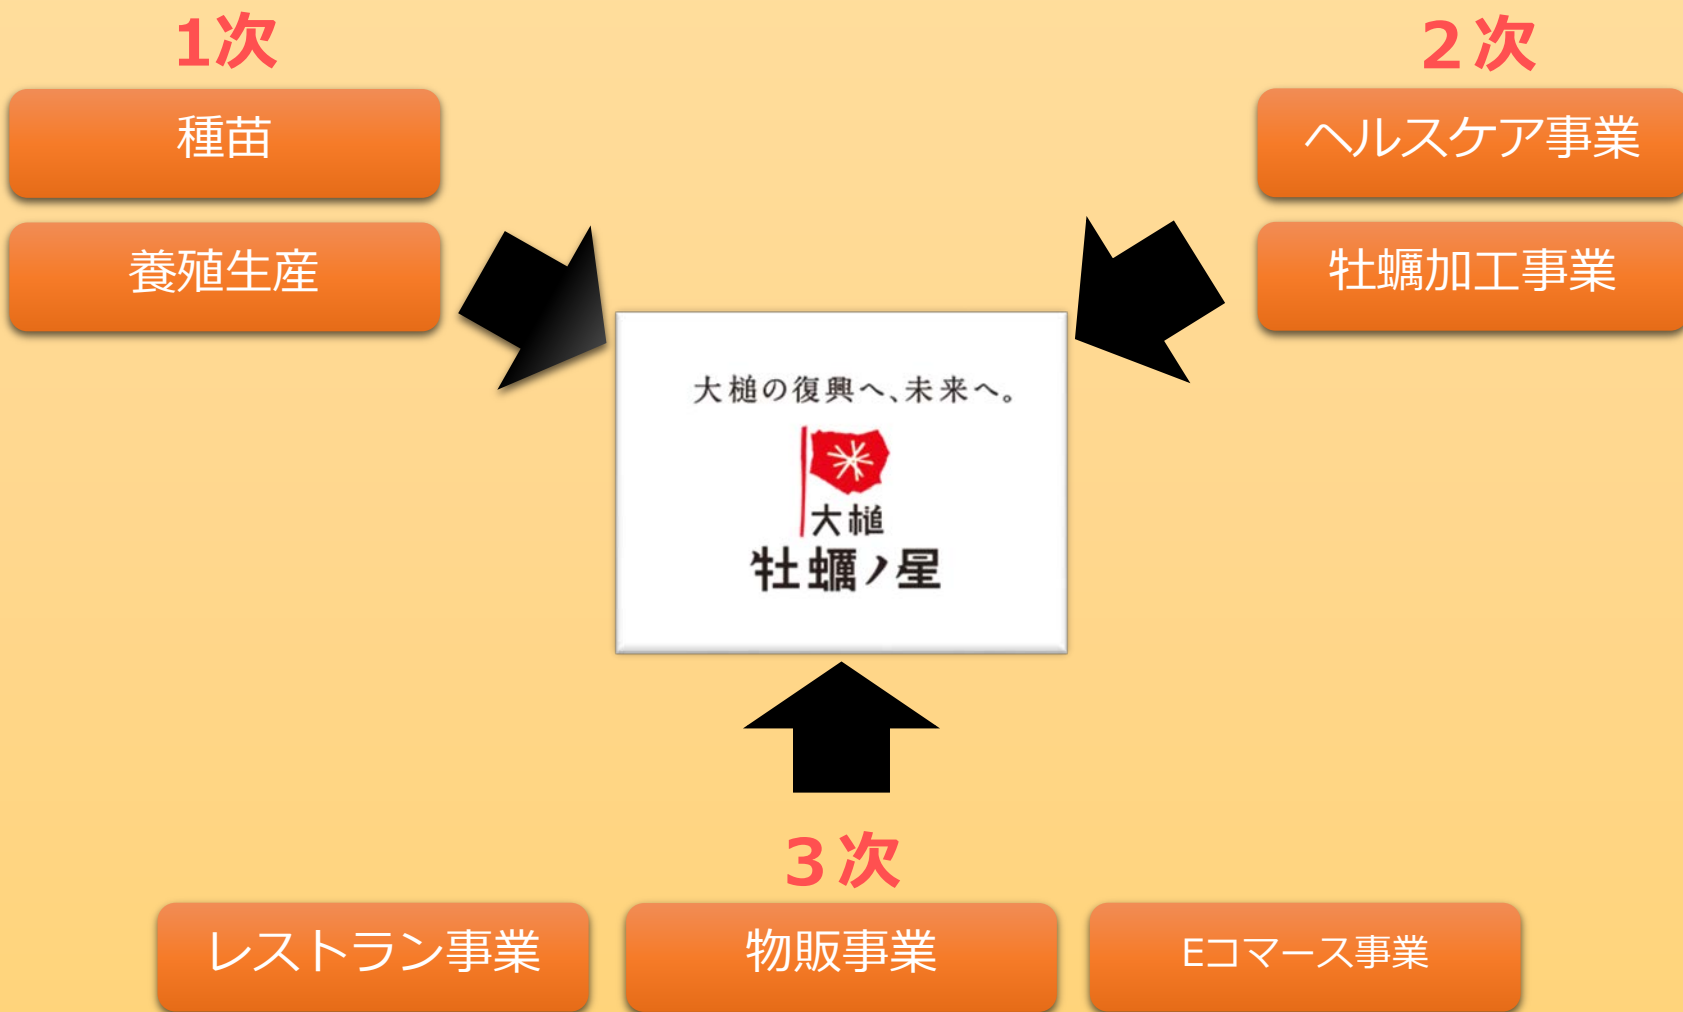 1次
種苗
養殖生産
２次
ヘルスケア事業
牡蠣加工事業
大槌の復興へ、未来へ。
大槌
牡蠣ノ星
３次
レストラン事業
物販事業
Eコマース事業